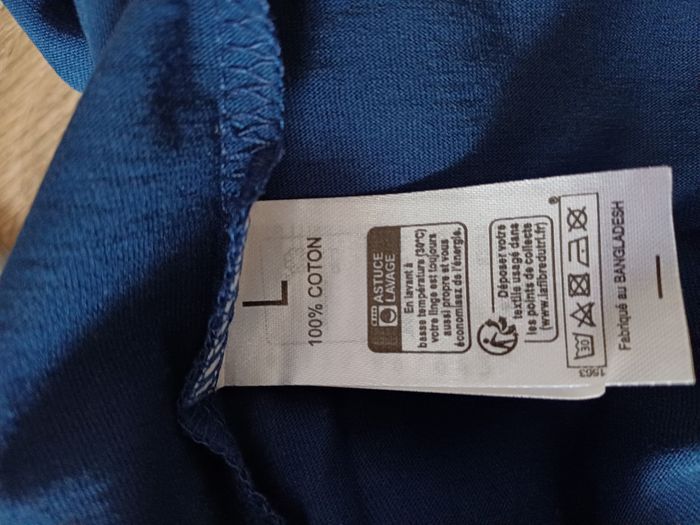 L
100% COTON
ASTUCE
LAVAGE
En lavant à
basse température (30°C)
votre linge est toujours
aussi propre et vous
économisez de l'énergie.
Déposer votre
textile usagé dans
les points de collecte
(www.lafibredutri.fr)
30
®
1563
Fabriqué au BANGLADESH